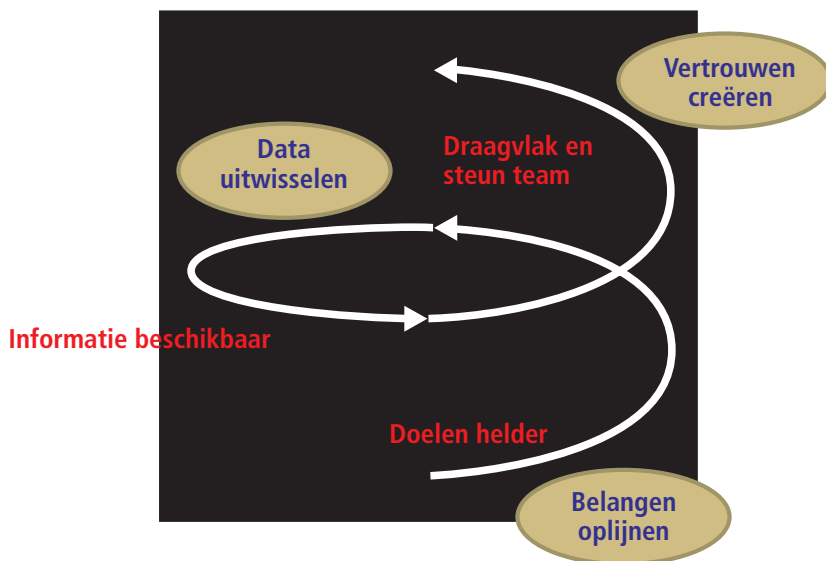 Vertrouwen
creëren
Data
uitwisselen
Draagvlak en
steun team
Informatie beschikbaar
Doelen helder
Belangen
oplijnen